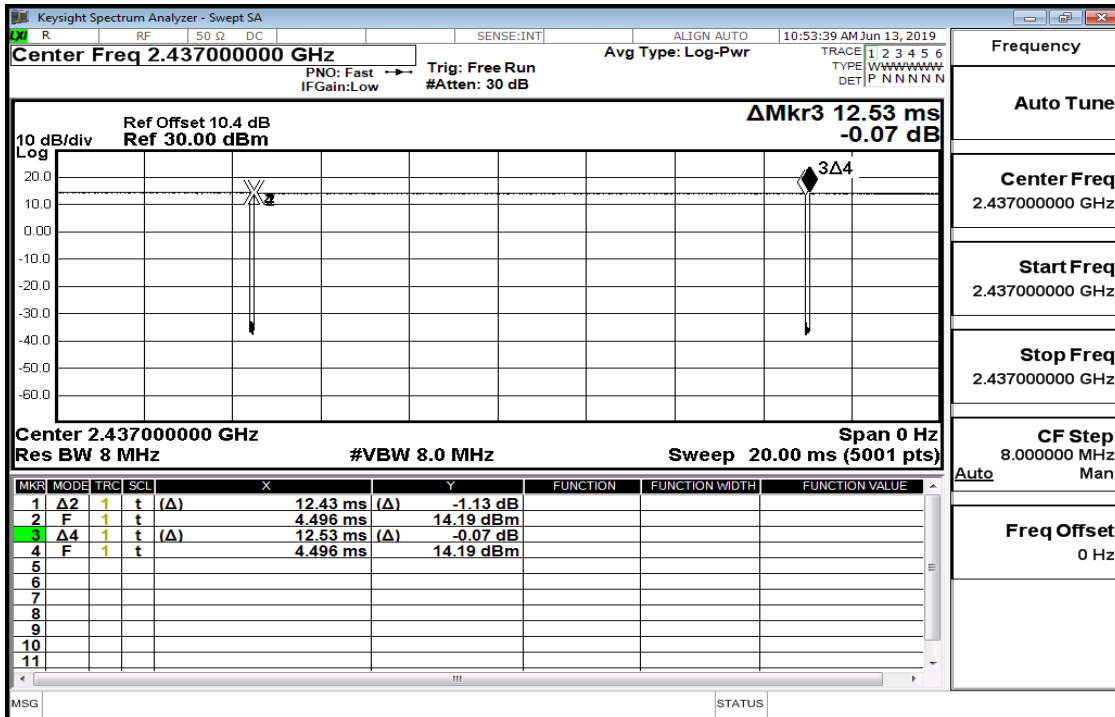 Keysight Spectrum Analyzer - Swept SA
LXI R RF 50 Ω DC SENSE:INT ALIGN AUTO 10:53:39 AM Jun 13, 2019
Center Freq 2.437000000 GHz
PNO: Fast
IFGain:Low
Trig: Free Run
#Atten: 30 dB
Avg Type: Log-Pwr
TRACE 1 2 3 4 5 6
TYPE WWWWWW
DET P N N N N N
ΔMkr3 12.53 ms
-0.07 dB
Ref Offset 10.4 dB
10 dB/div Ref 30.00 dBm
Log
3Δ4
20.0
10.0
0.00
-10.0
-20.0
-30.0
-40.0
-50.0
-60.0
Center 2.437000000 GHz Span 0 Hz
Res BW 8 MHz #VBW 8.0 MHz Sweep 20.00 ms (5001 pts)
MKR MODE TRC SCL X Y FUNCTION FUNCTION WIDTH FUNCTION VALUE
1 Δ2 1 t (Δ) 12.43 ms (Δ) -1.13 dB
2 F 1 t 4.496 ms 14.19 dBm
3 Δ4 1 t (Δ) 12.53 ms (Δ) -0.07 dB
4 F 1 t 4.496 ms 14.19 dBm
5
6
7
8
9
10
11
MSG STATUS
Frequency
Auto Tune
Center Freq
2.437000000 GHz
Start Freq
2.437000000 GHz
Stop Freq
2.437000000 GHz
CF Step
8.000000 MHz
Auto Man
Freq Offset
0 Hz